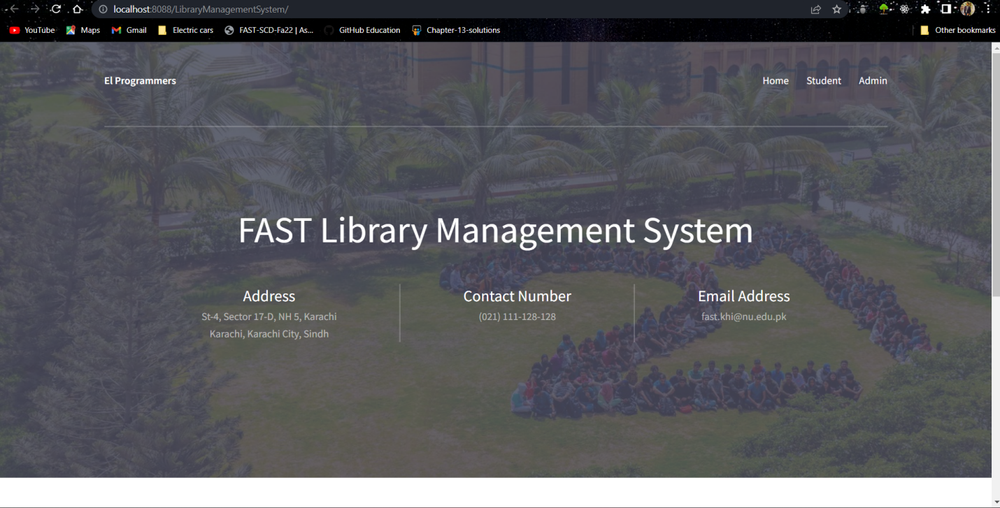 localhost:8088/LibraryManagementSystem/
YouTube Maps Gmail Electric cars FAST-SCD-Fa22 | As... GitHub Education Chapter-13-solutions Other bookmarks
El Programmers Home Student Admin
FAST Library Management System
Address
St-4, Sector 17-D, NH 5, Karachi
Karachi, Karachi City, Sindh
Contact Number
(021) 111-128-128
Email Address
fast.khi@nu.edu.pk